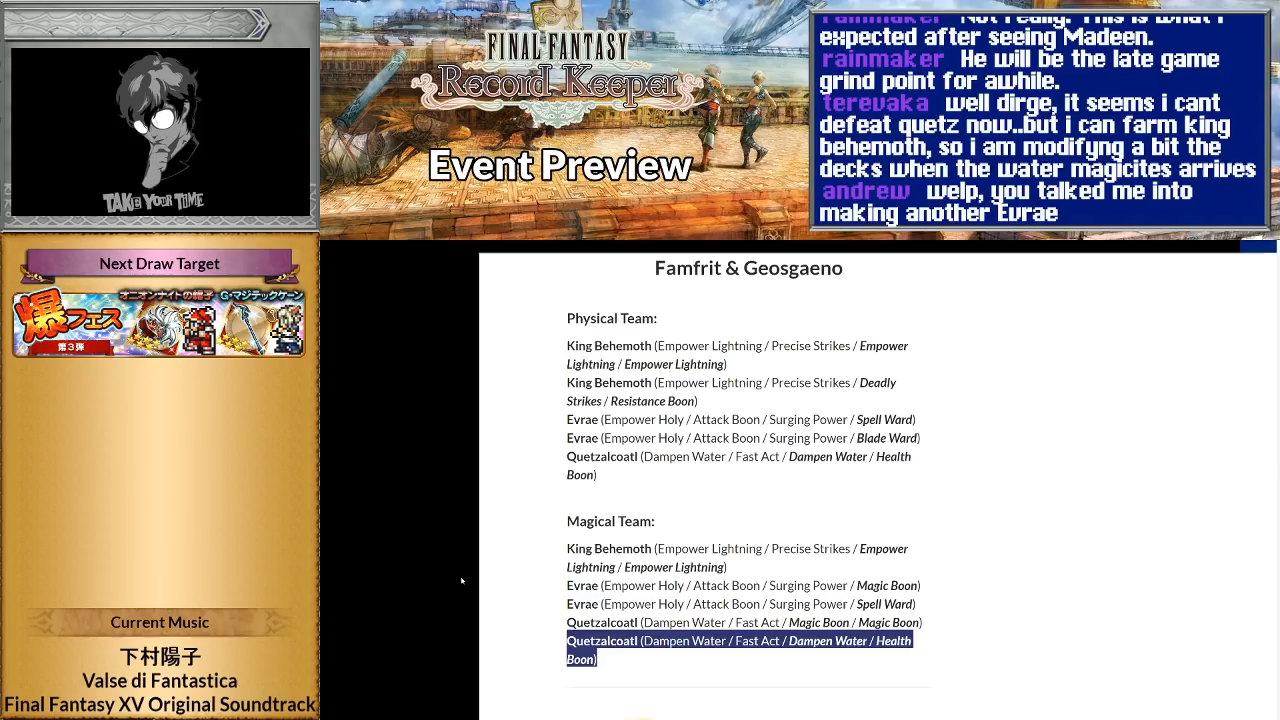 TAKE YOUR TIME
FINAL FANTASY
Record Keeper
Event Preview
rainmaker Not really. This is what i
expected after seeing Madeen.
rainmaker He will be the late game
grind point for awhile.
terevaka well dirge, it seems i cant
defeat quetz now..but i can farm king
behemoth, so i am modifyng a bit the
decks when the water magicites arrives
andrew welp, you talked me into
making another Evrae
Next Draw Target
オニオンナイトの帽子
G・マジテックケーン
爆フェス
第3弾
Famfrit & Geosgaeno
Physical Team:
King Behemoth (Empower Lightning / Precise Strikes / Empower
Lightning / Empower Lightning)
King Behemoth (Empower Lightning / Precise Strikes / Deadly
Strikes / Resistance Boon)
Evrae (Empower Holy / Attack Boon / Surging Power / Spell Ward)
Evrae (Empower Holy / Attack Boon / Surging Power / Blade Ward)
Quetzalcoatl (Dampen Water / Fast Act / Dampen Water / Health
Boon)
Magical Team:
King Behemoth (Empower Lightning / Precise Strikes / Empower
Lightning / Empower Lightning)
Evrae (Empower Holy / Attack Boon / Surging Power / Magic Boon)
Evrae (Empower Holy / Attack Boon / Surging Power / Spell Ward)
Quetzalcoatl (Dampen Water / Fast Act / Magic Boon / Magic Boon)
Quetzalcoatl (Dampen Water / Fast Act / Dampen Water / Health
Boon)
Current Music
下村陽子
Valse di Fantastica
Final Fantasy XV Original Soundtrack